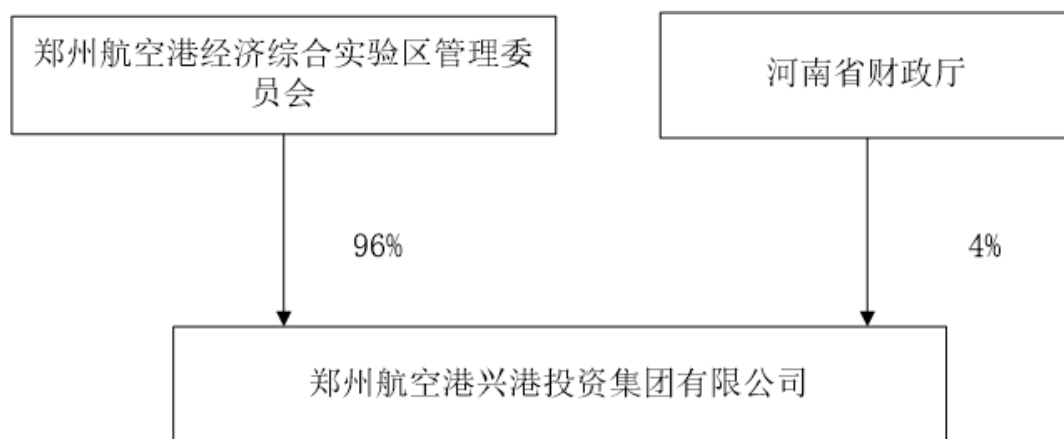 郑州航空港经济综合实验区管理委
员会
河南省财政厅
96%
4%
郑州航空港兴港投资集团有限公司